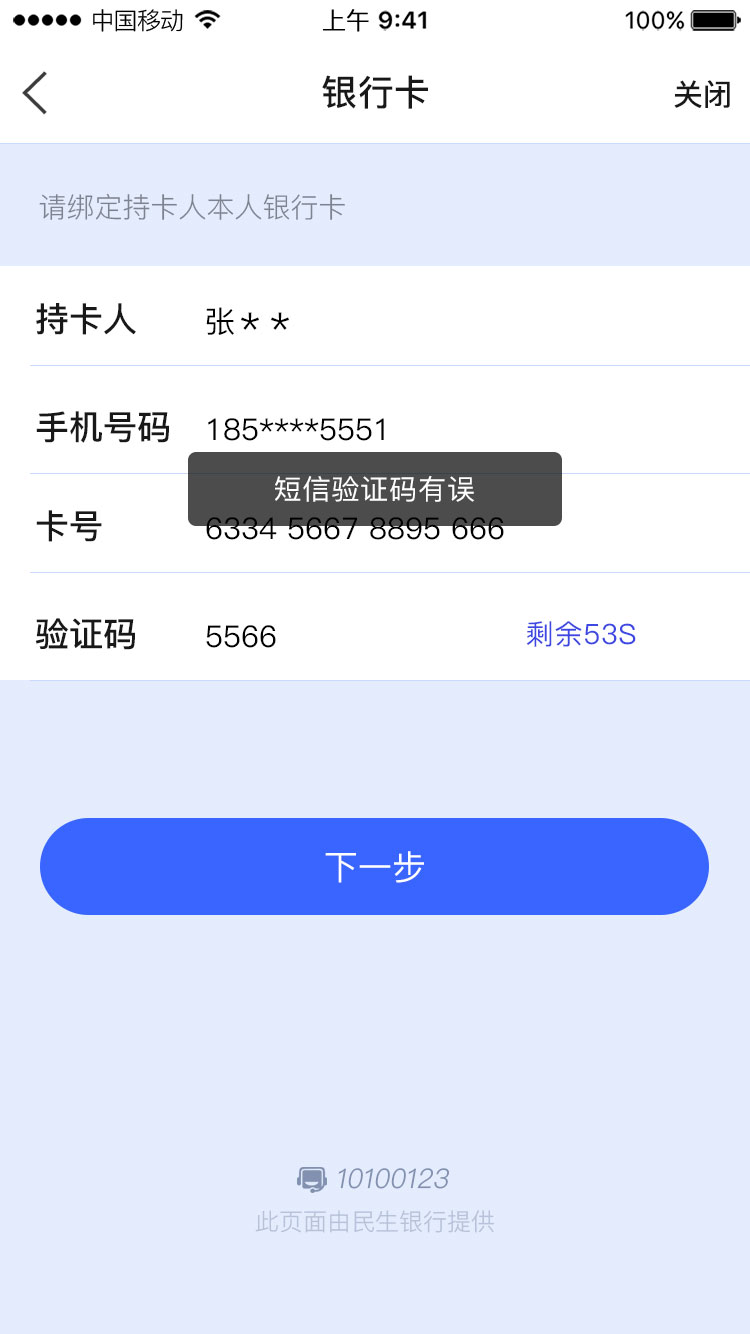 中国移动 上午 9:41 100%
银行卡 关闭
请绑定持卡人本人银行卡
持卡人 张＊＊
手机号码 185****5551
短信验证码有误
卡号 6334 5667 8895 666
验证码 5566 剩余53S
下一步
10100123
此页面由民生银行提供